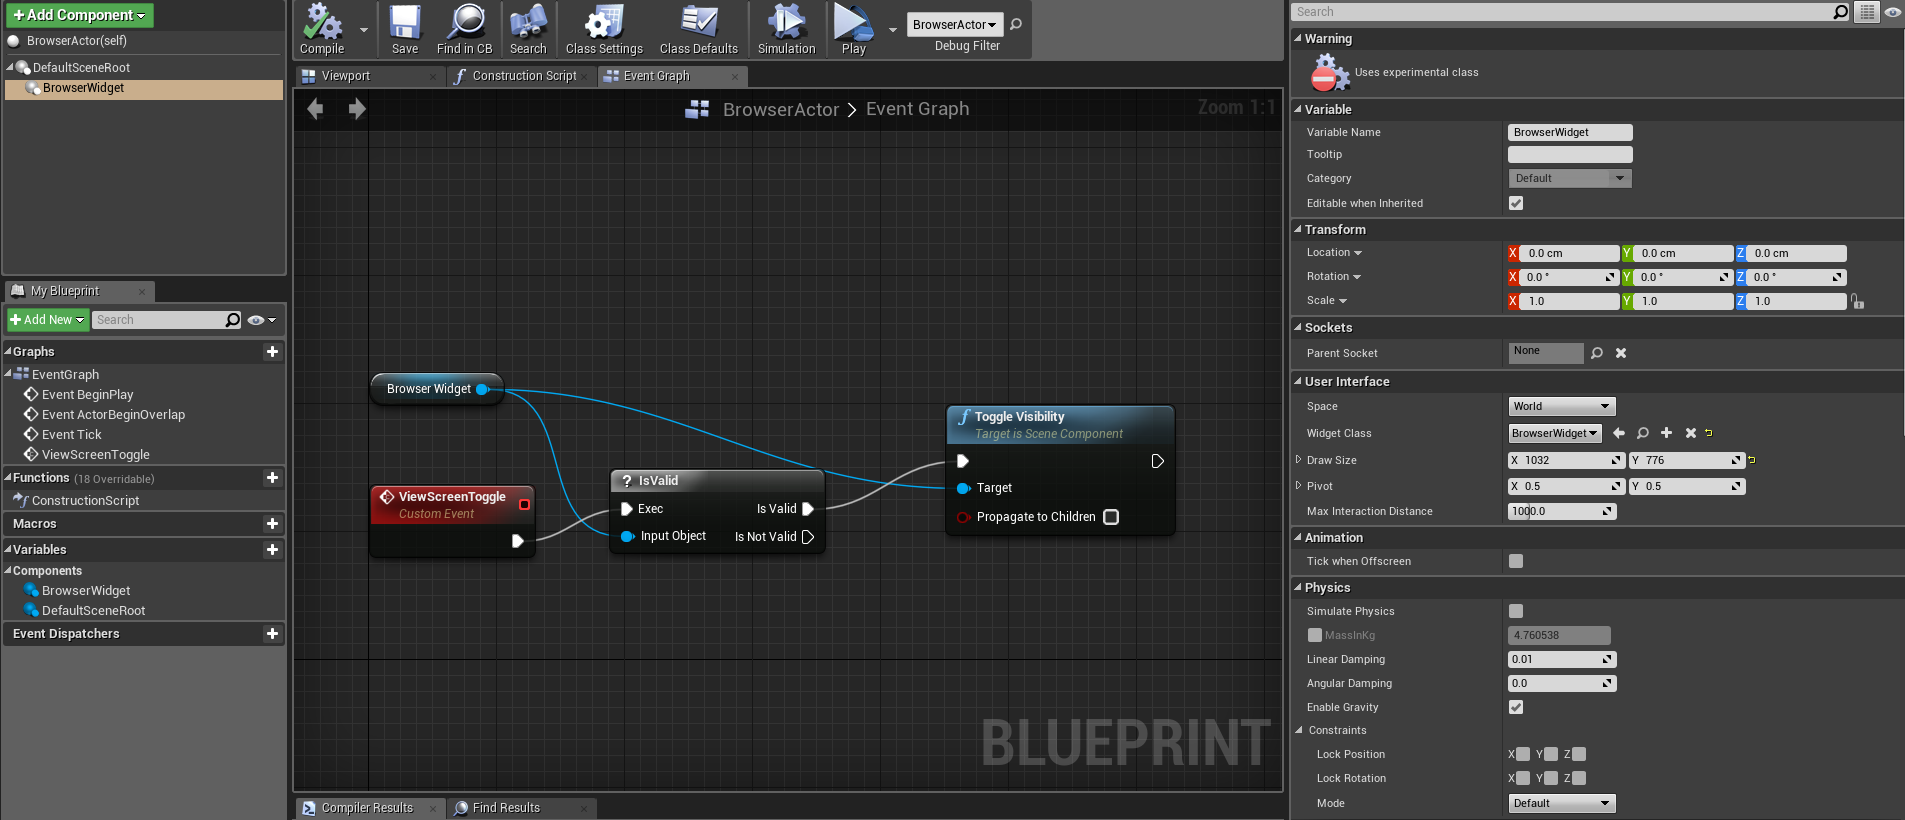 Add Component
BrowserActor(self)
DefaultSceneRoot
BrowserWidget
My Blueprint
Add New
Search
Graphs
EventGraph
Event BeginPlay
Event ActorBeginOverlap
Event Tick
ViewScreenToggle
Functions (18 Overridable)
ConstructionScript
Macros
Variables
Components
BrowserWidget
DefaultSceneRoot
Event Dispatchers
Compile
Save
Find in CB
Search
Class Settings
Class Defaults
Simulation
Play
BrowserActor
Debug Filter
Viewport
Construction Script
Event Graph
BrowserActor > Event Graph
Zoom 1:1
Browser Widget
ViewScreenToggle
Custom Event
? IsValid
Exec
Is Valid
Input Object
Is Not Valid
f Toggle Visibility
Target is Scene Component
Target
Propagate to Children
BLUEPRINT
Compiler Results
Find Results
Search
Warning
Uses experimental class
Variable
Variable Name BrowserWidget
Tooltip
Category Default
Editable when Inherited
Transform
Location X 0.0 cm Y 0.0 cm Z 0.0 cm
Rotation X 0.0 ° Y 0.0 ° Z 0.0 °
Scale X 1.0 Y 1.0 Z 1.0
Sockets
Parent Socket None
User Interface
Space World
Widget Class BrowserWidget
Draw Size X 1032 Y 776
Pivot X 0.5 Y 0.5
Max Interaction Distance 1000.0
Animation
Tick when Offscreen
Physics
Simulate Physics
MassInKg 4.760538
Linear Damping 0.01
Angular Damping 0.0
Enable Gravity
Constraints
Lock Position X Y Z
Lock Rotation X Y Z
Mode Default